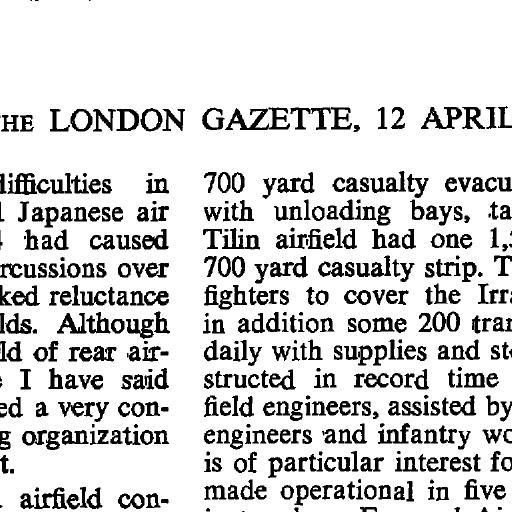 THE LONDON GAZETTE, 12 APRIL
difficulties in
Japanese air
had caused
rcussions over
ked reluctance
lds. Although
ld of rear air-
I have said
ed a very con-
g organization
t.
airfield con-
700 yard casualty evacu
with unloading bays, ta
Tilin airfield had one 1,
700 yard casualty strip. T
fighters to cover the Irra
in addition some 200 tran
daily with supplies and st
structed in record time
field engineers, assisted by
engineers and infantry wo
is of particular interest fo
made operational in five